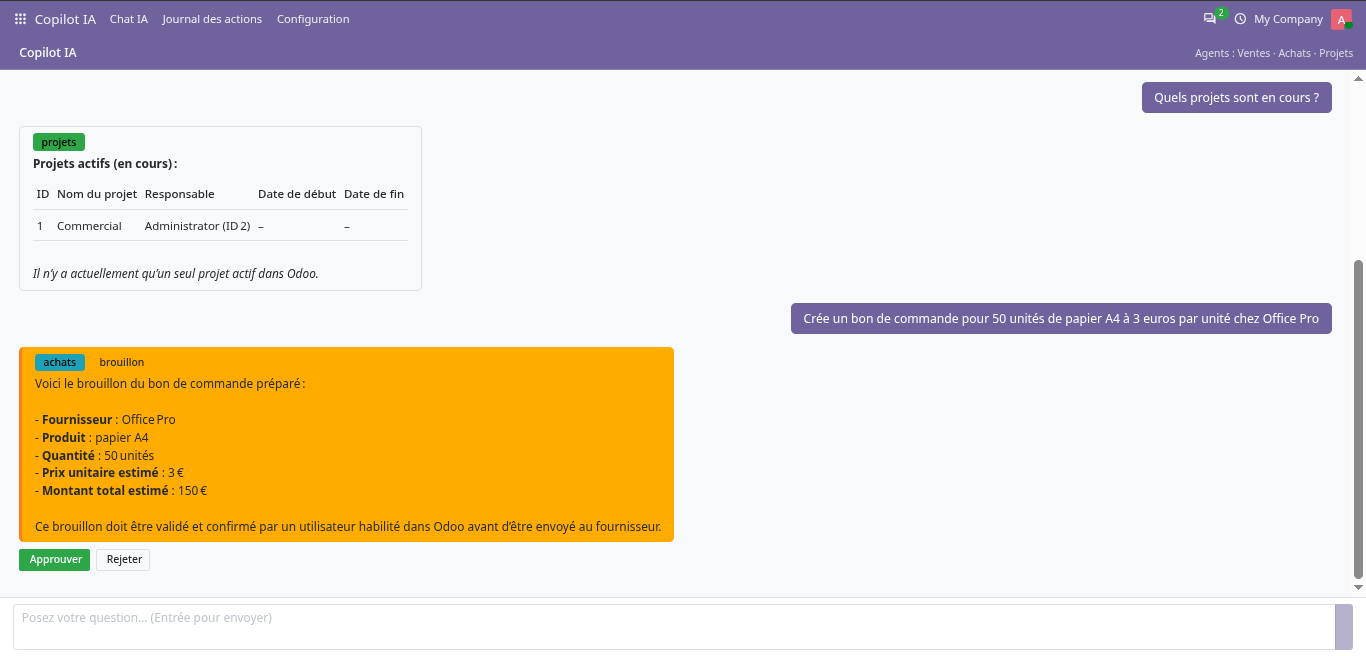 Copilot IA Chat IA Journal des actions Configuration 2 My Company A
Copilot IA Agents : Ventes · Achats · Projets
Quels projets sont en cours ?
projets
Projets actifs (en cours) :
ID Nom du projet Responsable Date de début Date de fin
1 Commercial Administrator (ID 2) – –
Il n’y a actuellement qu’un seul projet actif dans Odoo.
Crée un bon de commande pour 50 unités de papier A4 à 3 euros par unité chez Office Pro
achats brouillon
Voici le brouillon du bon de commande préparé :
- Fournisseur : Office Pro
- Produit : papier A4
- Quantité : 50 unités
- Prix unitaire estimé : 3 €
- Montant total estimé : 150 €
Ce brouillon doit être validé et confirmé par un utilisateur habilité dans Odoo avant d’être envoyé au fournisseur.
Approuver Rejeter
Posez votre question... (Entrée pour envoyer)